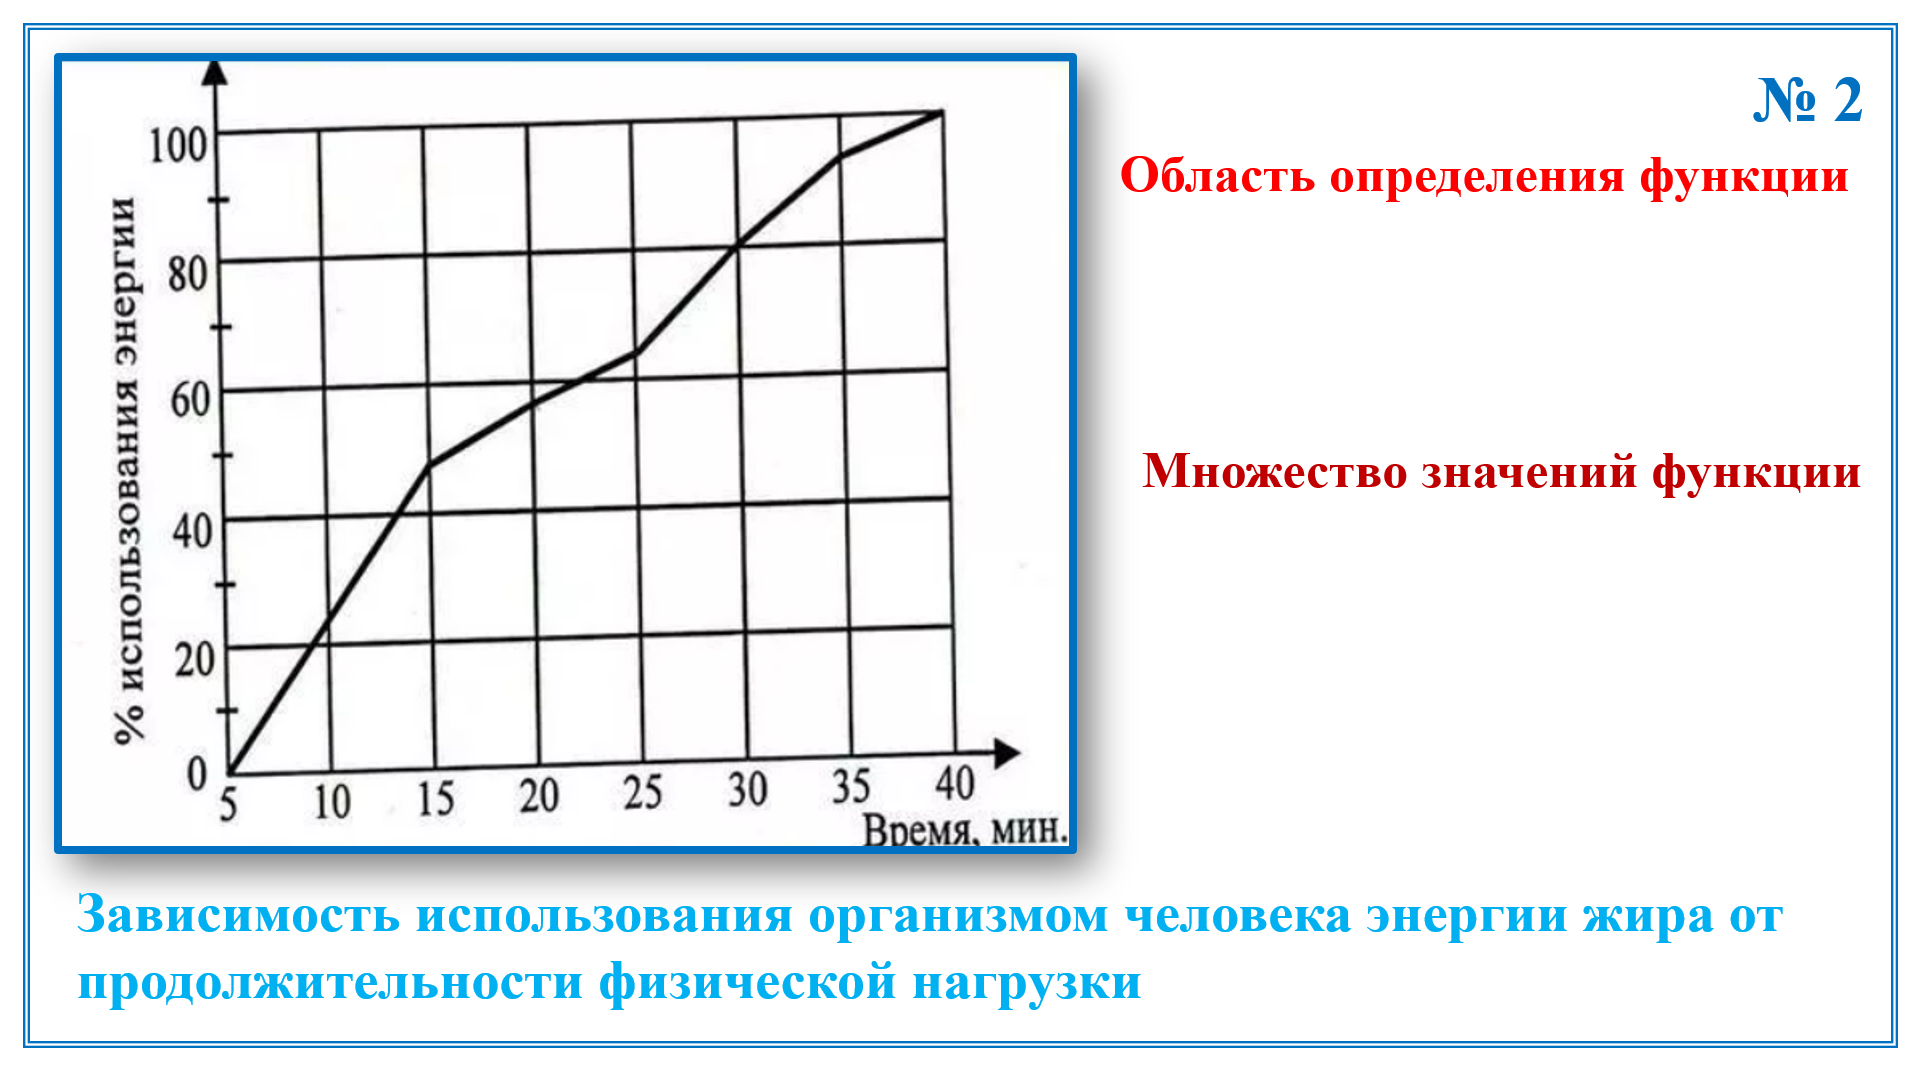 № 2
Область определения функции
Множество значений функции
% использования энергии
100
80
60
40
20
0
5 10 15 20 25 30 35 40
Время, мин.
Зависимость использования организмом человека энергии жира от
продолжительности физической нагрузки